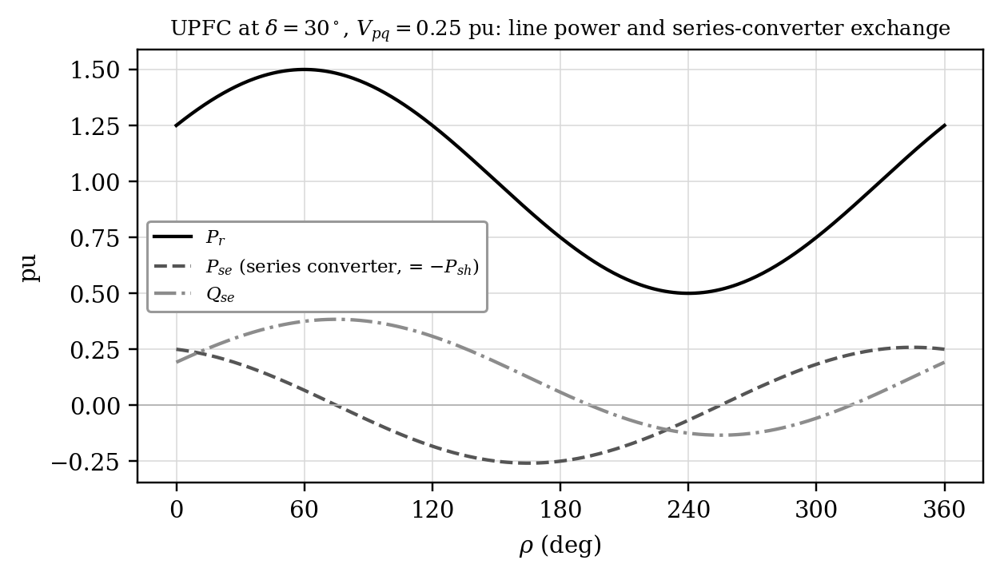 UPFC at δ = 30°, V_pq = 0.25 pu: line power and series-converter exchange
pu
1.50
1.25
1.00
0.75
0.50
0.25
0.00
−0.25
P_r
P_se (series converter, = −P_sh)
Q_se
0 60 120 180 240 300 360
ρ (deg)